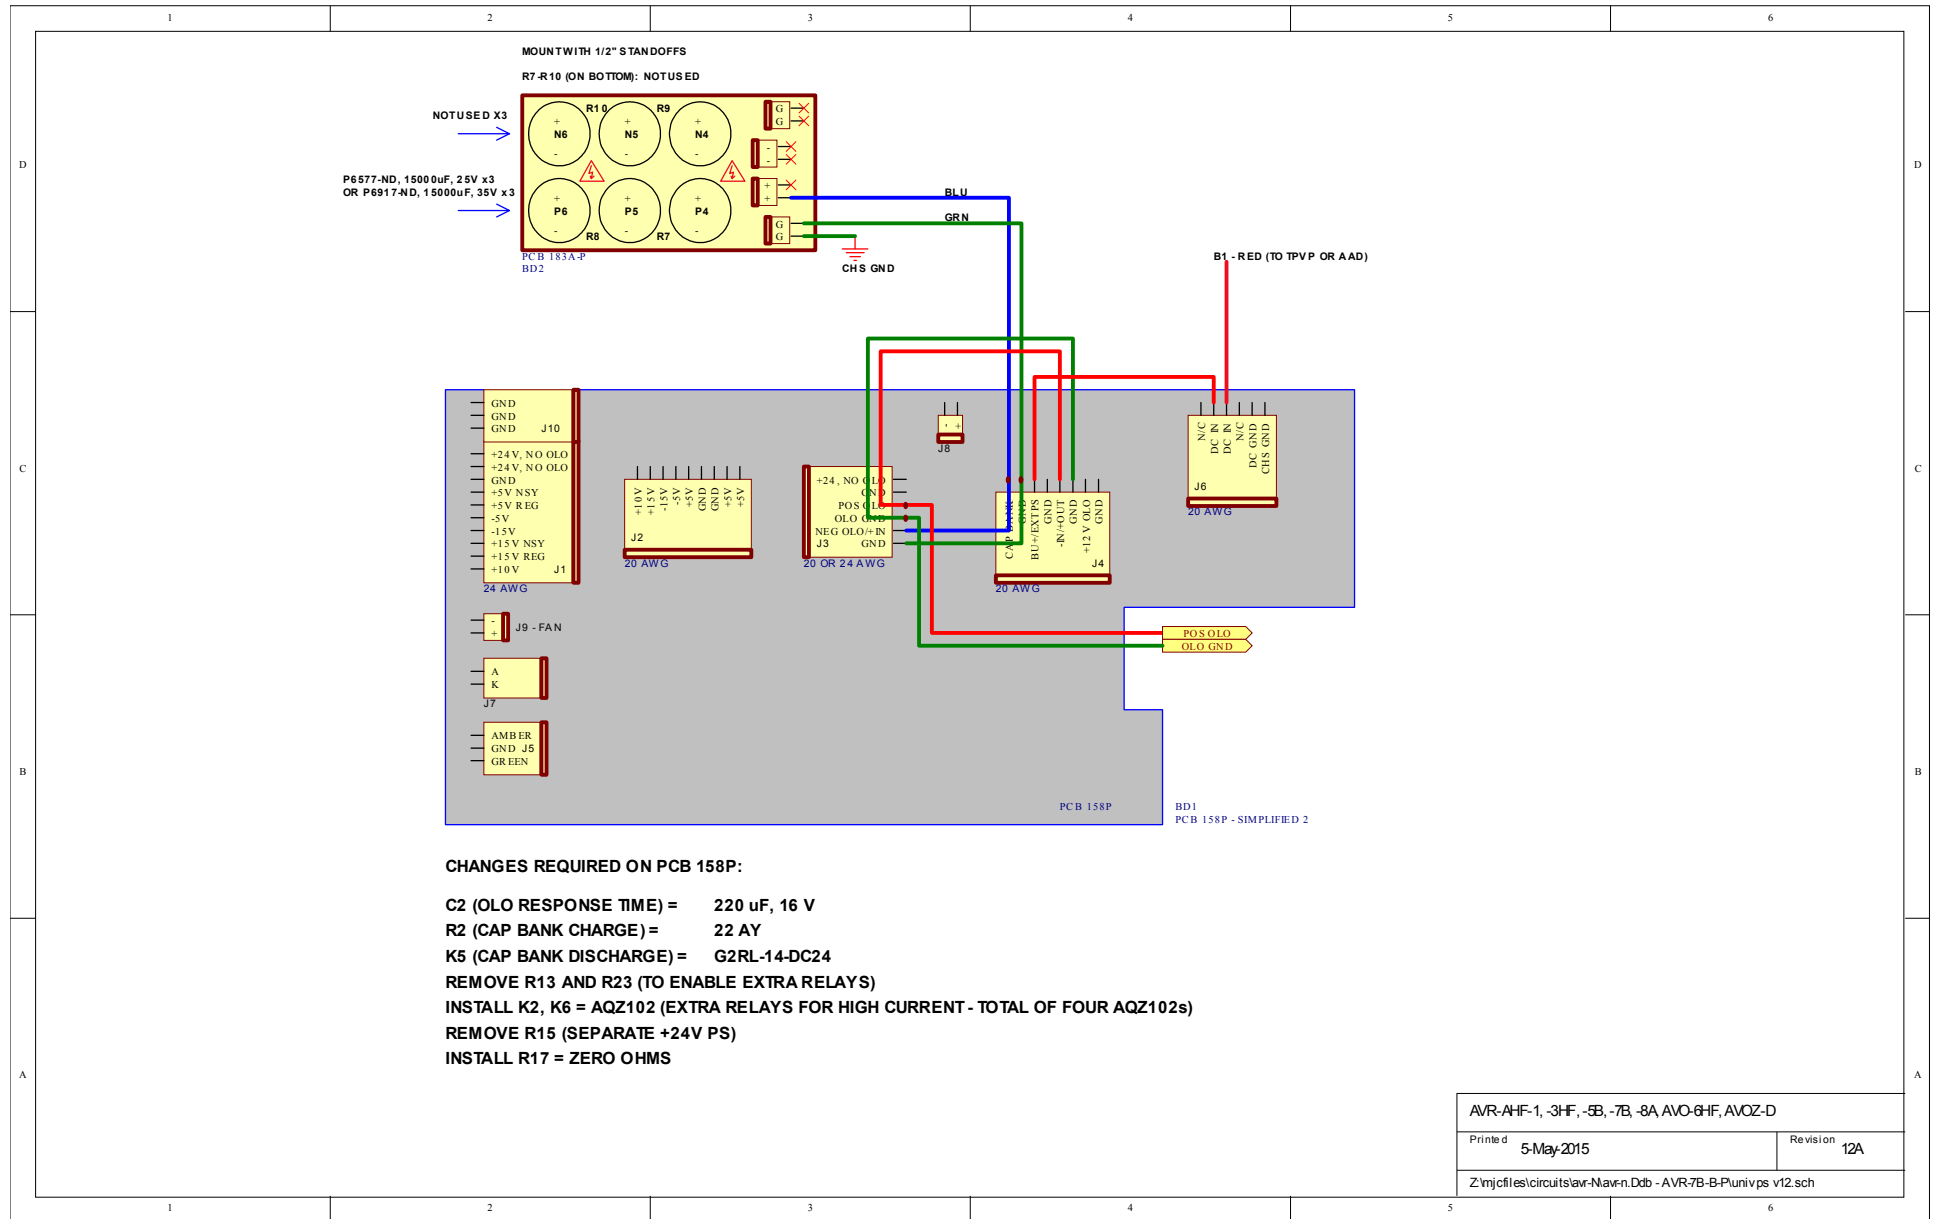 1 2 3 4 5 6
MOUNT WITH 1/2" STANDOFFS
R7-R10 (ON BOTTOM): NOT USED
NOT USED X3
R10 R9
+ + +
N6 N5 N4
- - -
G
G
-
-
D D
P6577-ND, 15000uF, 25V x3
OR P6917-ND, 15000uF, 35V x3
+ + +
P6 P5 P4
- - -
R8 R7
+
+
G
G
BLU
GRN
PCB 183A-P
BD2
CHS GND
B1 - RED (TO TPVP OR AAD)
GND
GND
GND J10
+24V, NO OLO
+24V, NO OLO
GND
+5V NSY
+5V REG
-5V
-15V
+15V NSY
+15V REG
+10V J1
24 AWG
C C
+10V
+15V
-15V
-5V
+5V
GND
GND
+5V
+5V
J2
20 AWG
+24, NO OLO
GND
POS OLO
OLO GND
NEG OLO/+IN
J3 GND
20 OR 24 AWG
- +
J8
CAP BANK
GND
BU+/EXT PS
GND
-IN/+OUT
GND
+12V OLO
GND
J4
20 AWG
N/C
DC IN
DC IN
N/C
DC GND
CHS GND
J6
20 AWG
-
+
J9 - FAN
POS OLO
OLO GND
A
K
J7
AMBER
GND J5
GREEN
B B
PCB 158P
BD1
PCB 158P - SIMPLIFIED 2
CHANGES REQUIRED ON PCB 158P:
C2 (OLO RESPONSE TIME) = 220 uF, 16 V
R2 (CAP BANK CHARGE) = 22 AY
K5 (CAP BANK DISCHARGE) = G2RL-14-DC24
REMOVE R13 AND R23 (TO ENABLE EXTRA RELAYS)
INSTALL K2, K6 = AQZ102 (EXTRA RELAYS FOR HIGH CURRENT - TOTAL OF FOUR AQZ102s)
REMOVE R15 (SEPARATE +24V PS)
INSTALL R17 = ZERO OHMS
A A
AVR-AHF-1, -3HF, -5B, -7B, -8A, AVO-6HF, AVOZ-D
Printed 5-May-2015 Revision 12A
Z:\mjcfiles\circuits\avr-N\avr-n.Ddb - AVR-7B-B-P\univps v12.sch
1 2 3 4 5 6